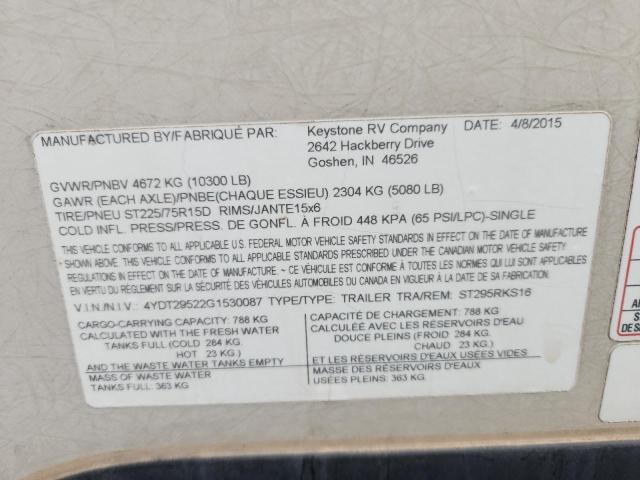 MANUFACTURED BY/FABRIQUÉ PAR: Keystone RV Company DATE: 4/8/2015
2642 Hackberry Drive
Goshen, IN 46526
GVWR/PNBV 4672 KG (10300 LB)
GAWR (EACH AXLE)/PNBE(CHAQUE ESSIEU) 2304 KG (5080 LB)
TIRE/PNEU ST225/75R15D RIMS/JANTE15x6
COLD INFL. PRESS/PRESS. DE GONFL. À FROID 448 KPA (65 PSI/LPC)-SINGLE
THIS VEHICLE CONFORMS TO ALL APPLICABLE U.S. FEDERAL MOTOR VEHICLE SAFETY STANDARDS IN EFFECT ON THE DATE OF MANUFACTURE
SHOWN ABOVE. THIS VEHICLE CONFORMS TO ALL APPLICABLE STANDARDS PRESCRIBED UNDER THE CANADIAN MOTOR VEHICLE SAFETY
REGULATIONS IN EFFECT ON THE DATE OF MANUFACTURE. CE VÉHICULE EST CONFORME À TOUTES LES NORMES QUI LUI SONT APPLICABLES
EN VERTU DU RÈGLEMENT SUR LA SÉCURITÉ DES VÉHICULES AUTOMOBILES DU CANADA EN VIGUEUR À LA DATE DE SA FABRICATION.
V.I.N./N.I.V.: 4YDT29522G1530087 TYPE/TYPE: TRAILER TRA/REM: ST295RKS16
CARGO-CARRYING CAPACITY: 788 KG
CALCULATED WITH THE FRESH WATER
TANKS FULL (COLD 284 KG.
HOT 23 KG.)
AND THE WASTE WATER TANKS EMPTY
MASS OF WASTE WATER
TANKS FULL: 363 KG
CAPACITÉ DE CHARGEMENT: 788 KG
CALCULÉE AVEC LES RÉSERVOIRS D'EAU
DOUCE PLEINS (FROID 284 KG.
CHAUD 23 KG.)
ET LES RÉSERVOIRS D'EAUX USÉES VIDES
MASSE DES RÉSERVOIRS D'EAUX
USÉES PLEINS: 363 KG